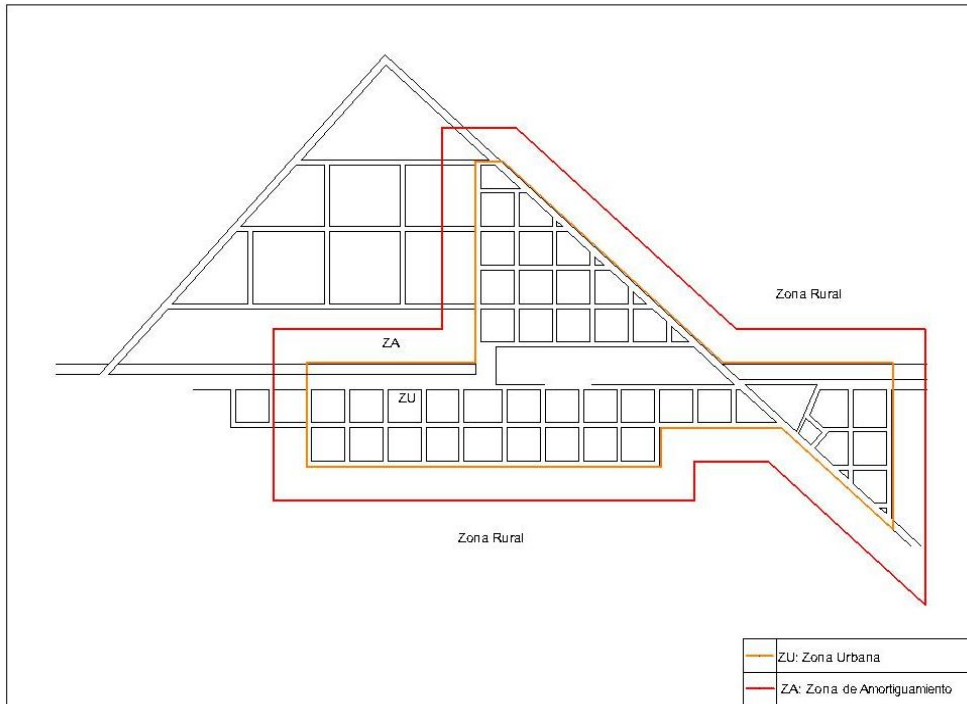 Zona Rural
ZA
ZU
Zona Rural
ZU: Zona Urbana
ZA: Zona de Amortiguamiento